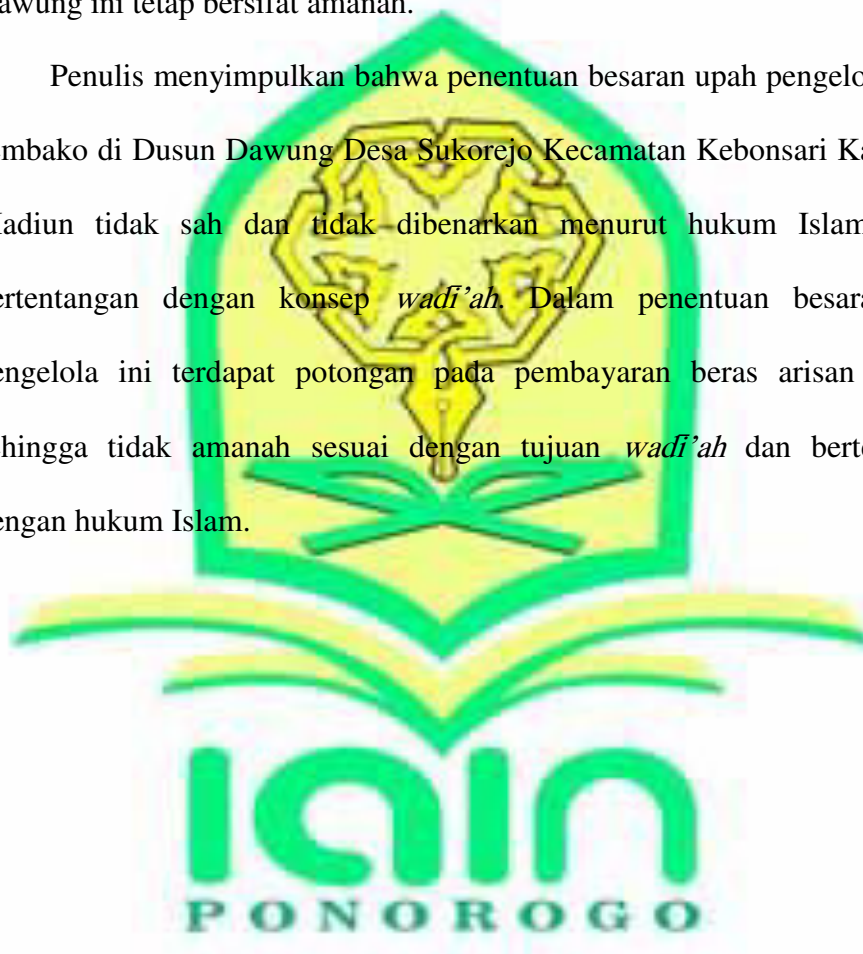 awung ini tetap bersifat amanah.
Penulis menyimpulkan bahwa penentuan besaran upah pengelo
embako di Dusun Dawung Desa Sukorejo Kecamatan Kebonsari Ka
adiun tidak sah dan tidak dibenarkan menurut hukum Islam
ertentangan dengan konsep wadī’ah. Dalam penentuan besara
engelola ini terdapat potongan pada pembayaran beras arisan
ehingga tidak amanah sesuai dengan tujuan wadī’ah dan berte
engan hukum Islam.
iain
PONOROGO